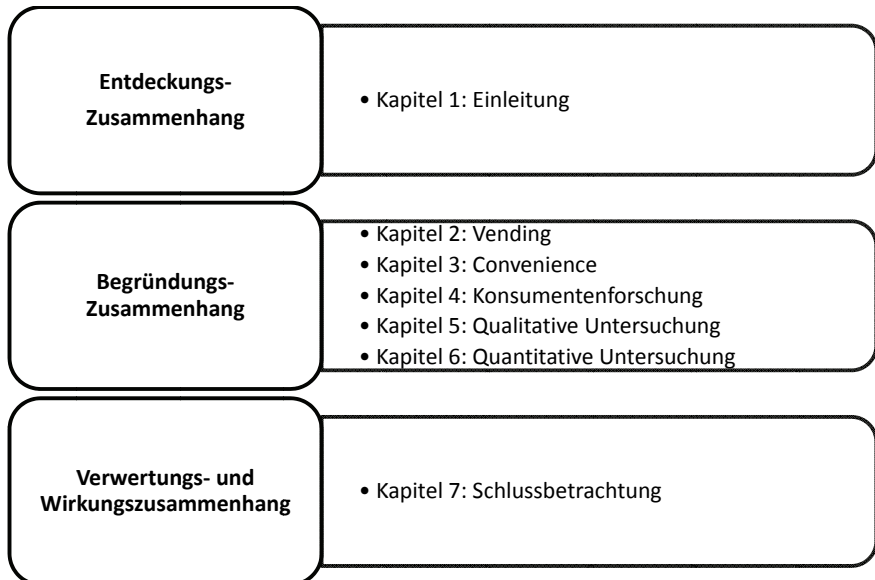 Entdeckungs-
Zusammenhang
• Kapitel 1: Einleitung
Begründungs-
Zusammenhang
• Kapitel 2: Vending
• Kapitel 3: Convenience
• Kapitel 4: Konsumentenforschung
• Kapitel 5: Qualitative Untersuchung
• Kapitel 6: Quantitative Untersuchung
Verwertungs- und
Wirkungszusammenhang
• Kapitel 7: Schlussbetrachtung